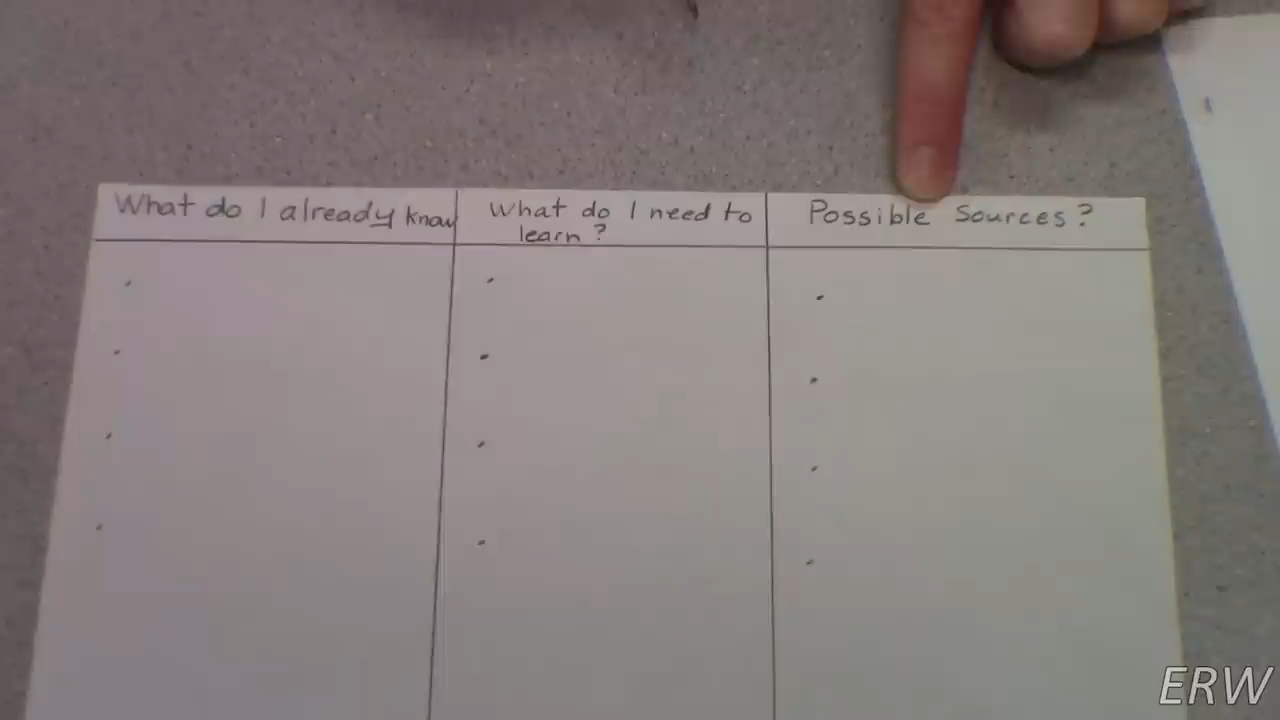 What do I already know
What do I need to
learn?
Possible Sources?
ERW